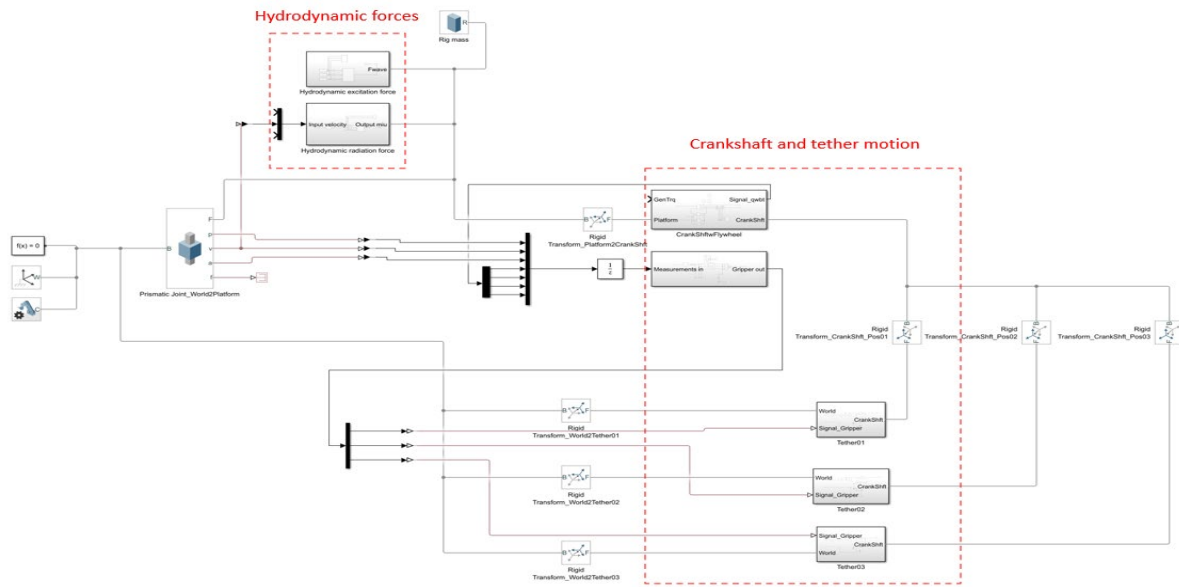 Hydrodynamic forces
R
Rig mass
Fwave
Hydrodynamic excitation force
Input velocity
Output miu
Hydrodynamic radiation force
Crankshaft and tether motion
GenTrq
Signal_qwbl
Platform
CrankShft
CrankShftwFlywheel
B
F
Rigid
Transform_Platform2CrankShft
f(x) = 0
W
C
B
F
p
v
a
f
Prismatic Joint_World2Platform
1
z
Measurements in
Gripper out
Rigid
Transform_CrankShft_Pos01
Rigid
Transform_CrankShft_Pos02
Rigid
Transform_CrankShft_Pos03
B
F
Rigid
Transform_World2Tether01
World
CrankShft
Signal_Gripper
Tether01
B
F
Rigid
Transform_World2Tether02
World
CrankShft
Signal_Gripper
Tether02
B
F
Rigid
Transform_World2Tether03
Signal_Gripper
CrankShft
World
Tether03